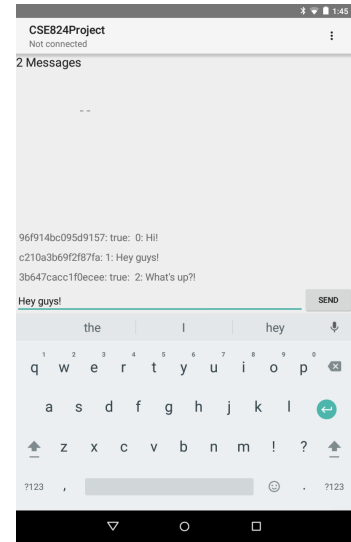 1:45
CSE824Project
Not connected
2 Messages
--
96f914bc095d9157: true: 0: Hi!
c210a3b69f2f87fa: 1: Hey guys!
3b647cacc1f0ecee: true: 2: What's up?!
Hey guys! SEND
the I hey
1 2 3 4 5 6 7 8 9 0
q w e r t y u i o p
a s d f g h j k l
z x c v b n m ! ?
?123 , . ?123